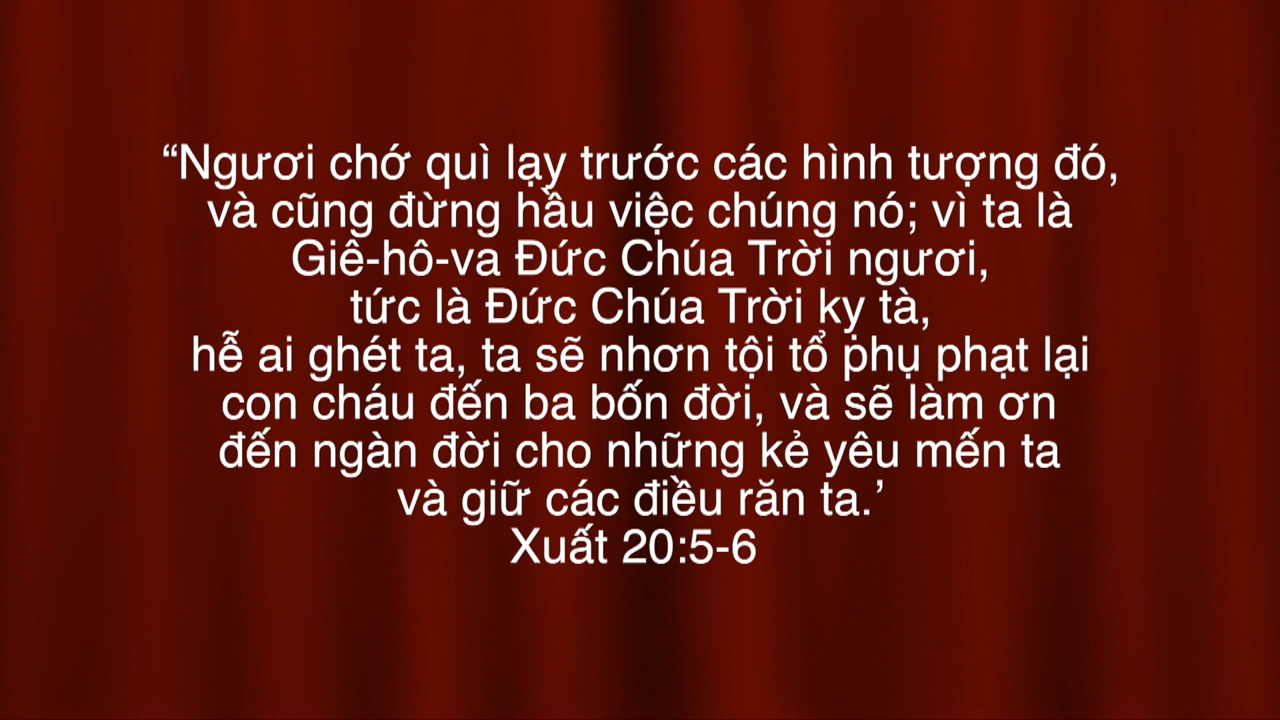 “Ngươi chớ quì lạy trước các hình tượng đó,
và cũng đừng hầu việc chúng nó; vì ta là
Giê-hô-va Đức Chúa Trời ngươi,
tức là Đức Chúa Trời kỵ tà,
hễ ai ghét ta, ta sẽ nhơn tội tổ phụ phạt lại
con cháu đến ba bốn đời, và sẽ làm ơn
đến ngàn đời cho những kẻ yêu mến ta
và giữ các điều răn ta.’
Xuất 20:5-6